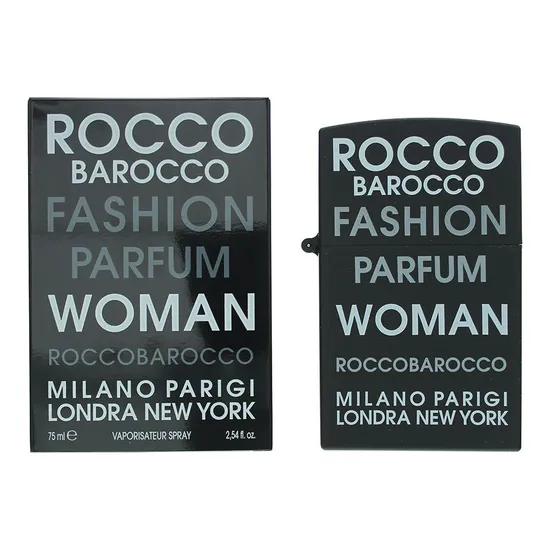 ROCCO
BAROCCO
FASHION
PARFUM
WOMAN
ROCCOBAROCCO
MILANO PARIGI
LONDRA NEW YORK
75 ml ℮ VAPORISATEUR SPRAY 2,54 fl. oz.
ROCCO
BAROCCO
FASHION
PARFUM
WOMAN
ROCCOBAROCCO
MILANO PARIGI
LONDRA NEW YORK